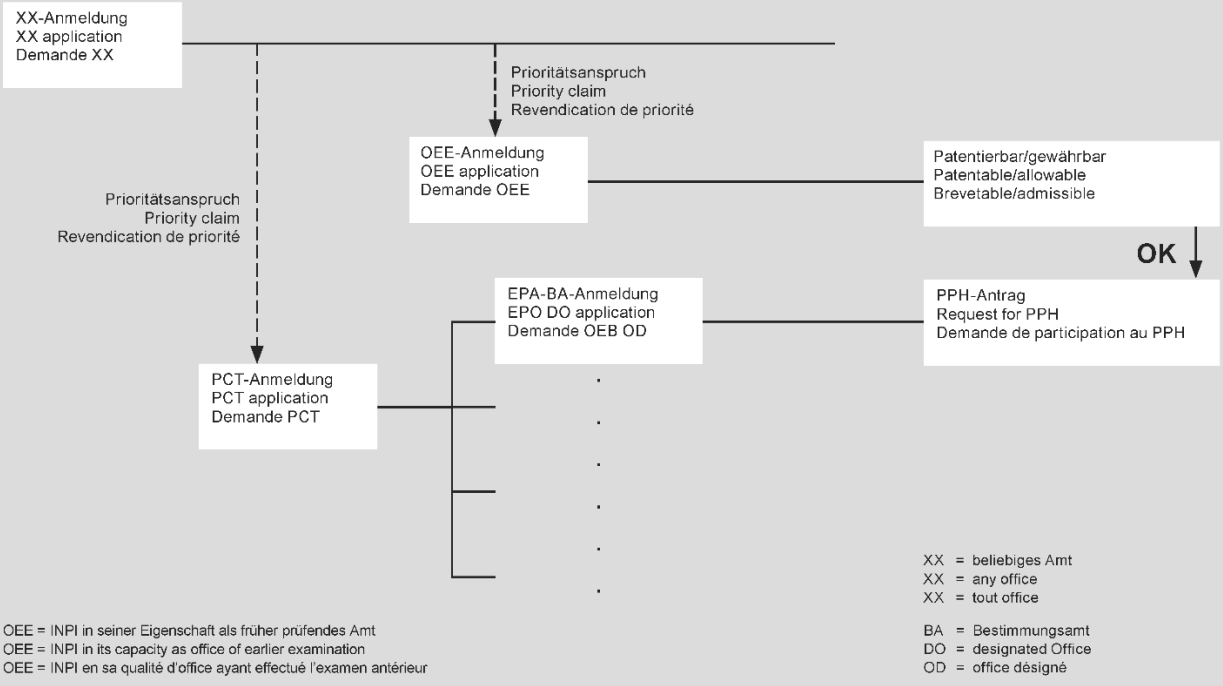 XX-Anmeldung
XX application
Demande XX
Prioritätsanspruch
Priority claim
Revendication de priorité
OEE-Anmeldung
OEE application
Demande OEE
Patentierbar/gewährbar
Patentable/allowable
Brevetable/admissible
Prioritätsanspruch
Priority claim
Revendication de priorité
OK
EPA-BA-Anmeldung
EPO DO application
Demande OEB OD
PPH-Antrag
Request for PPH
Demande de participation au PPH
PCT-Anmeldung
PCT application
Demande PCT
XX = beliebiges Amt
XX = any office
XX = tout office
OEE = INPI in seiner Eigenschaft als früher prüfendes Amt
OEE = INPI in its capacity as office of earlier examination
OEE = INPI en sa qualité d'office ayant effectué l'examen antérieur
BA = Bestimmungsamt
DO = designated Office
OD = office désigné